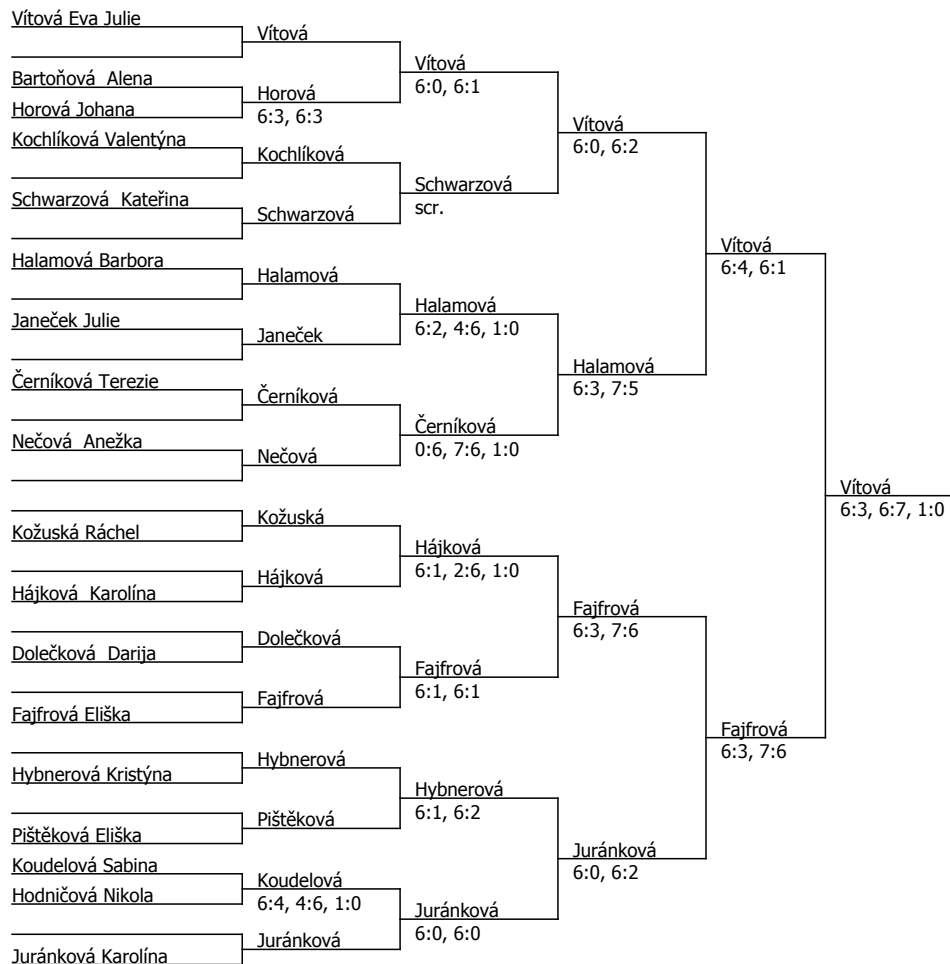 Vítová Eva Julie
Bartoňová  Alena
Horová Johana
Kochlíková Valentýna
Schwarzová  Kateřina
Halamová Barbora
Janeček Julie
Černíková Terezie
Nečová  Anežka
Kožuská Ráchel
Hájková  Karolína
Dolečková  Darija
Fajfrová Eliška
Hybnerová Kristýna
Pištěková Eliška
Koudelová Sabina
Hodničová Nikola
Juránková Karolína
Vítová
Horová
6:3, 6:3
Kochlíková
Schwarzová
Halamová
Janeček
Černíková
Nečová
Kožuská
Hájková
Dolečková
Fajfrová
Hybnerová
Pištěková
Koudelová
6:4, 4:6, 1:0
Juránková
Vítová
6:0, 6:1
Schwarzová
scr.
Halamová
6:2, 4:6, 1:0
Černíková
0:6, 7:6, 1:0
Hájková
6:1, 2:6, 1:0
Fajfrová
6:1, 6:1
Hybnerová
6:1, 6:2
Juránková
6:0, 6:0
Vítová
6:0, 6:2
Halamová
6:3, 7:5
Fajfrová
6:3, 7:6
Juránková
6:0, 6:2
Vítová
6:4, 6:1
Fajfrová
6:3, 7:6
Vítová
6:3, 6:7, 1:0